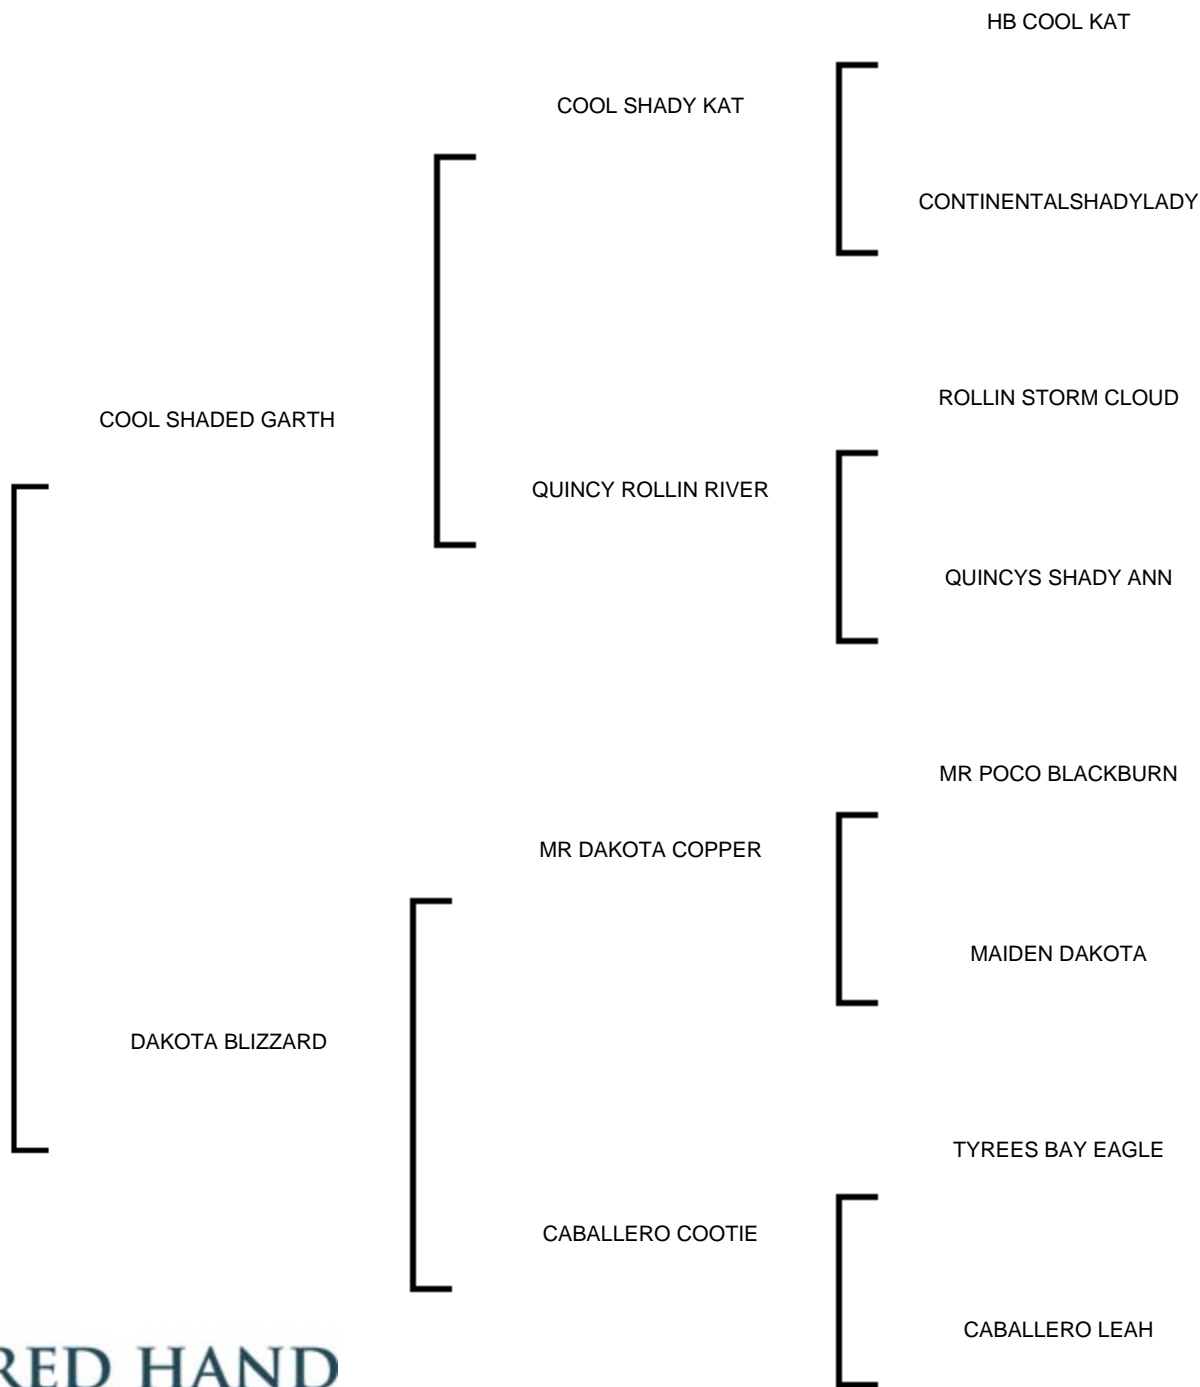 HB COOL KAT
COOL SHADY KAT
CONTINENTALSHADYLADY
ROLLIN STORM CLOUD
COOL SHADED GARTH
QUINCY ROLLIN RIVER
QUINCYS SHADY ANN
MR POCO BLACKBURN
MR DAKOTA COPPER
MAIDEN DAKOTA
DAKOTA BLIZZARD
TYREES BAY EAGLE
CABALLERO COOTIE
CABALLERO LEAH
RED HAND